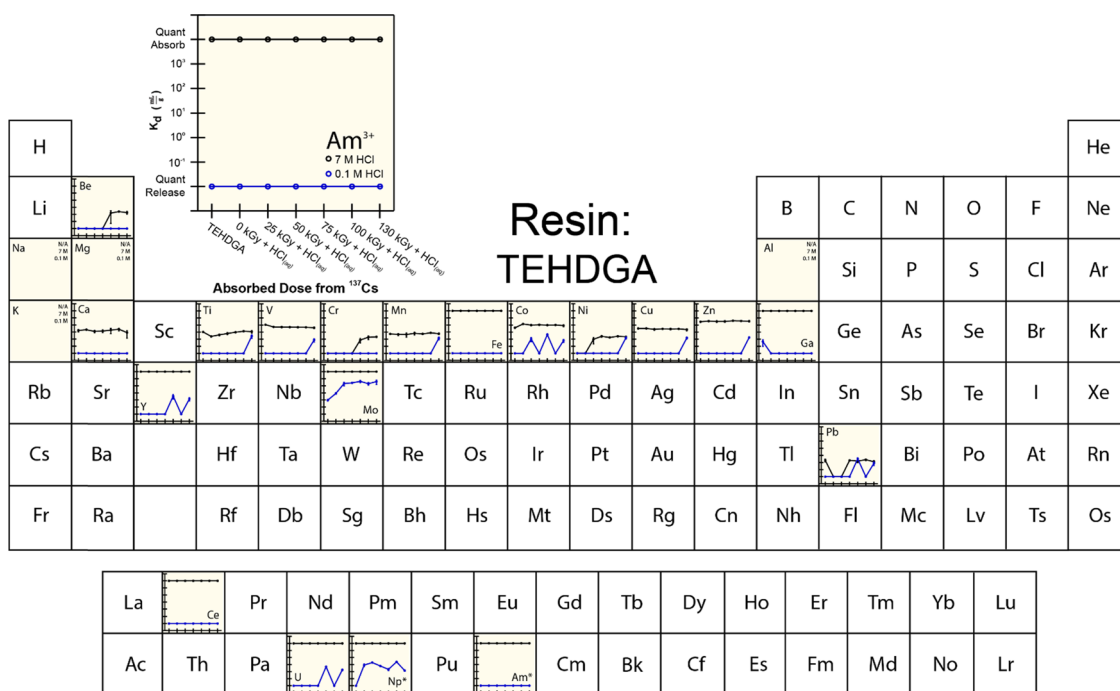 Quant
Absorb
10³
10²
10¹
10⁰
10⁻¹
Quant
Release
K_d (mL/g)
Am³⁺
7 M HCl
0.1 M HCl
TEHDGA
0 kGy + HCl(aq)
25 kGy + HCl(aq)
50 kGy + HCl(aq)
75 kGy + HCl(aq)
100 kGy + HCl(aq)
130 kGy + HCl(aq)
Absorbed Dose from ¹³⁷Cs
Resin:
TEHDGA
H He
Li Be B C N O F Ne
Na N/A 7 M 0.1 M Mg N/A 7 M 0.1 M Al N/A 7 M 0.1 M Si P S Cl Ar
K N/A 7 M 0.1 M Ca Sc Ti V Cr Mn Fe Co Ni Cu Zn Ga Ge As Se Br Kr
Rb Sr Y Zr Nb Mo Tc Ru Rh Pd Ag Cd In Sn Sb Te I Xe
Cs Ba Hf Ta W Re Os Ir Pt Au Hg Tl Pb Bi Po At Rn
Fr Ra Rf Db Sg Bh Hs Mt Ds Rg Cn Nh Fl Mc Lv Ts Os
La Ce Pr Nd Pm Sm Eu Gd Tb Dy Ho Er Tm Yb Lu
Ac Th Pa U Np* Pu Am* Cm Bk Cf Es Fm Md No Lr